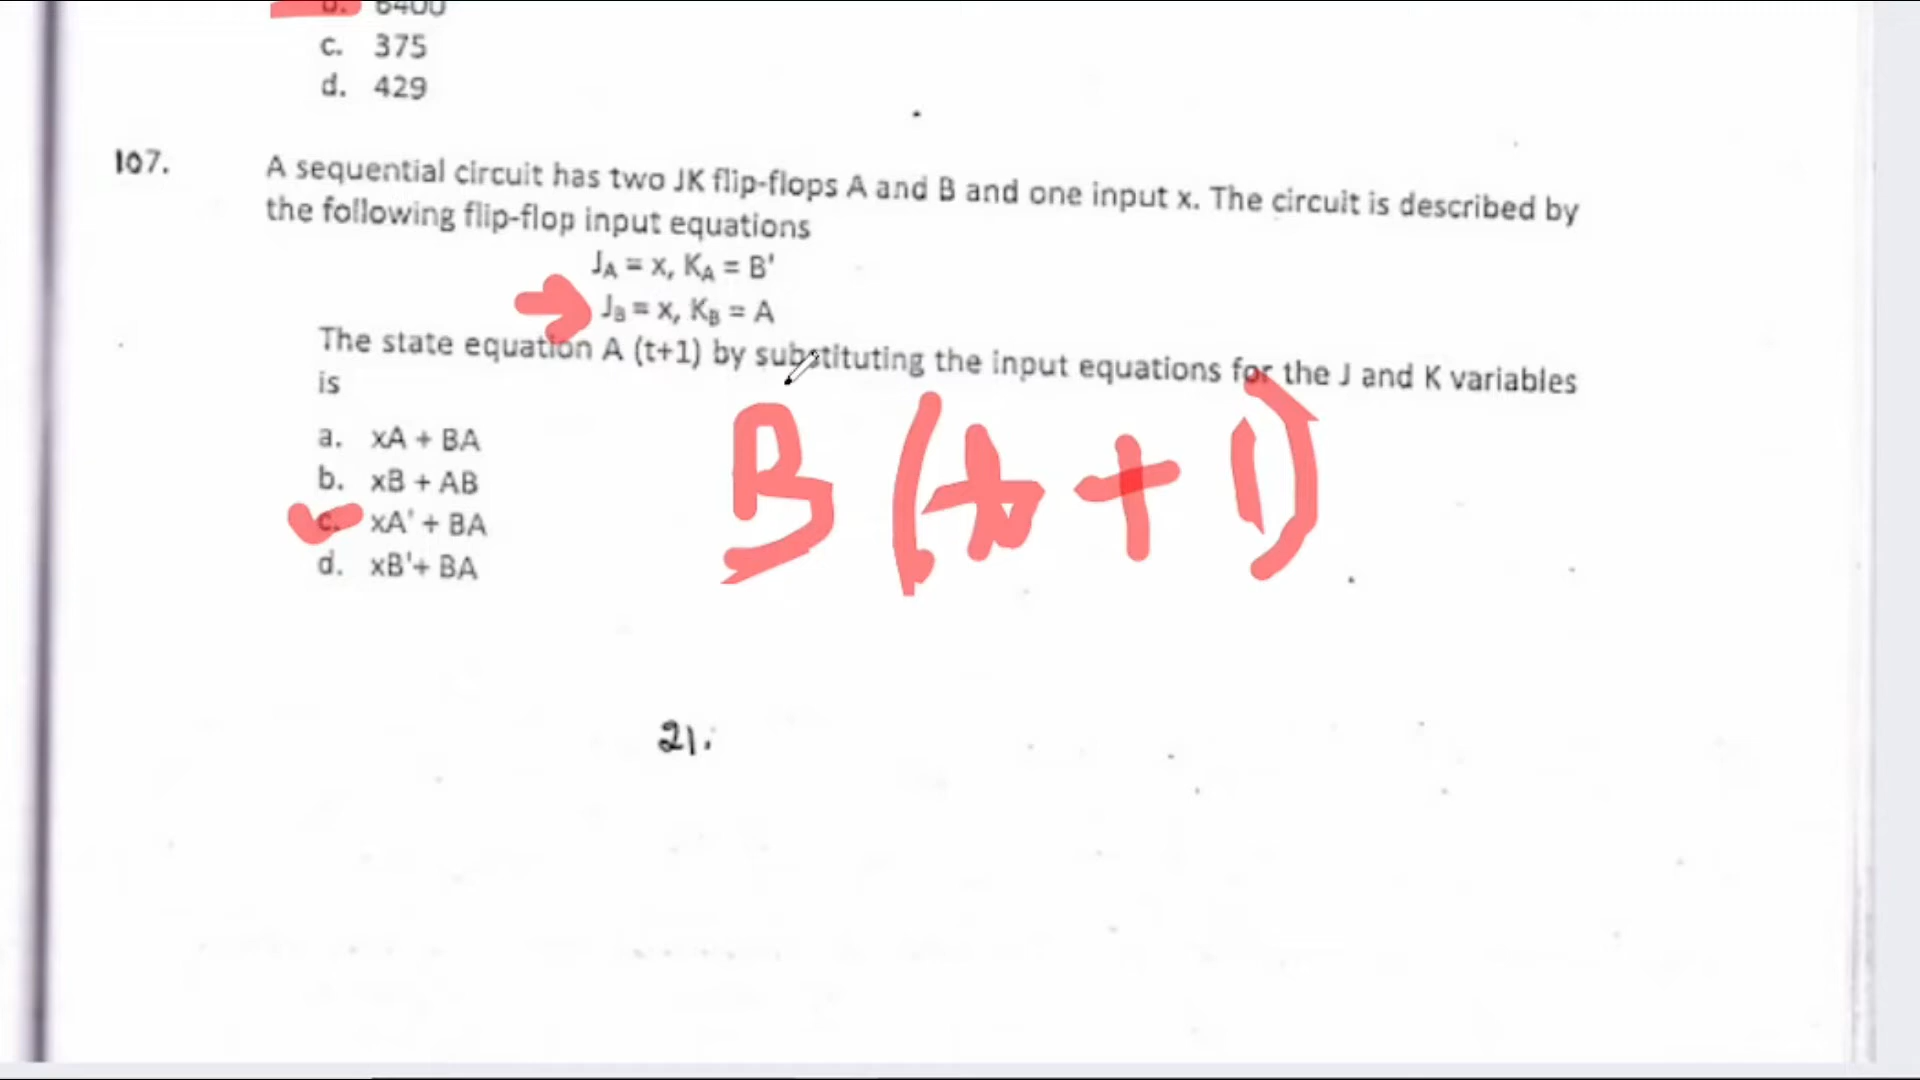 b. 6400
c. 375
d. 429
107. A sequential circuit has two JK flip-flops A and B and one input x. The circuit is described by
the following flip-flop input equations
JA = x, KA = B'
JB = x, KB = A
The state equation A (t+1) by substituting the input equations for the J and K variables
is
B (t+1)
a. xA + BA
b. xB + AB
c. xA' + BA
d. xB'+ BA
21.